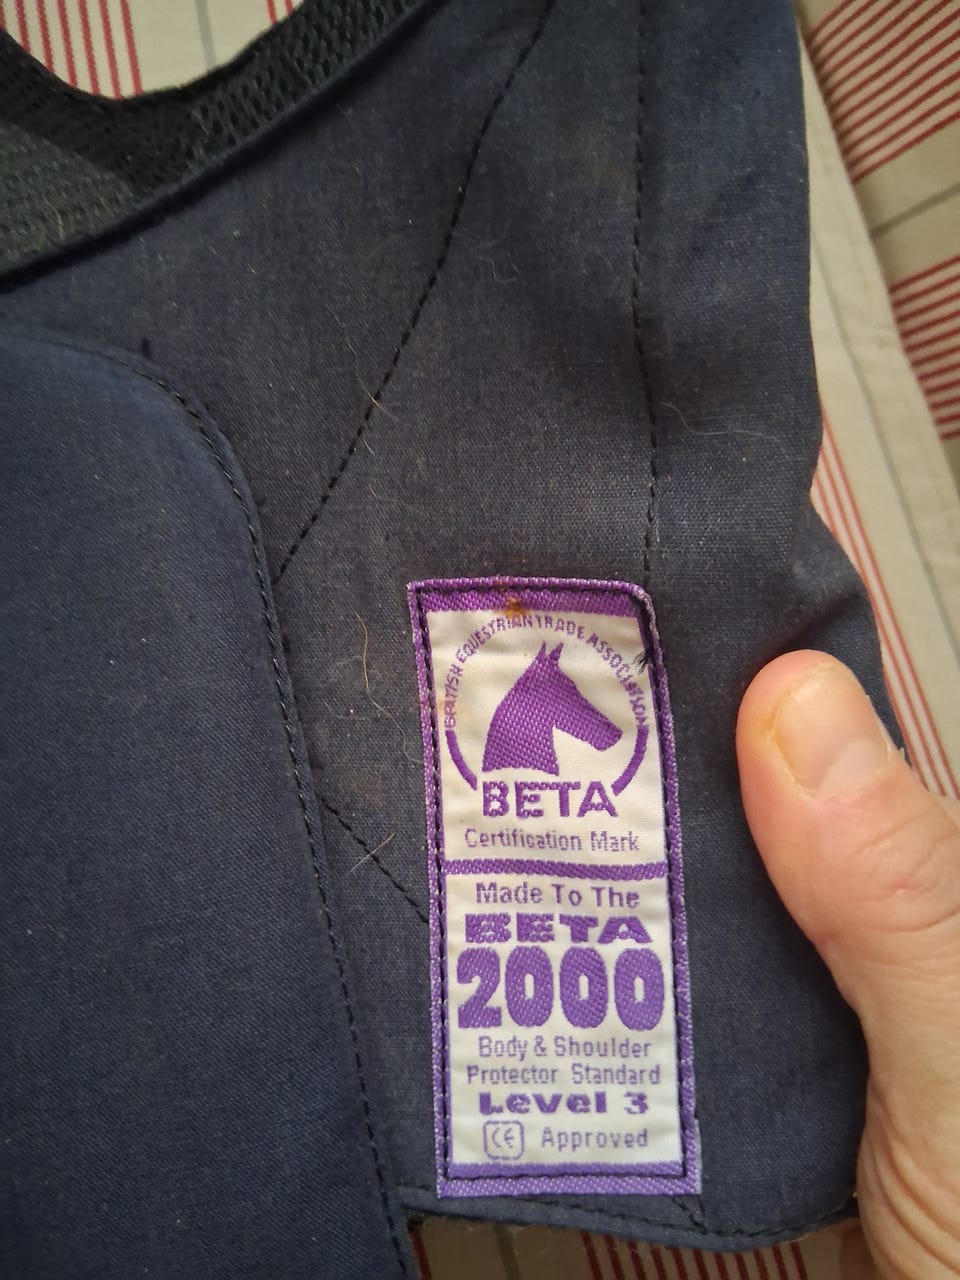 BRITISH EQUESTRIAN TRADE ASSOCIATION
BETA
Certification Mark
Made To The
BETA
2000
Body & Shoulder
Protector Standard
Level 3
CE Approved